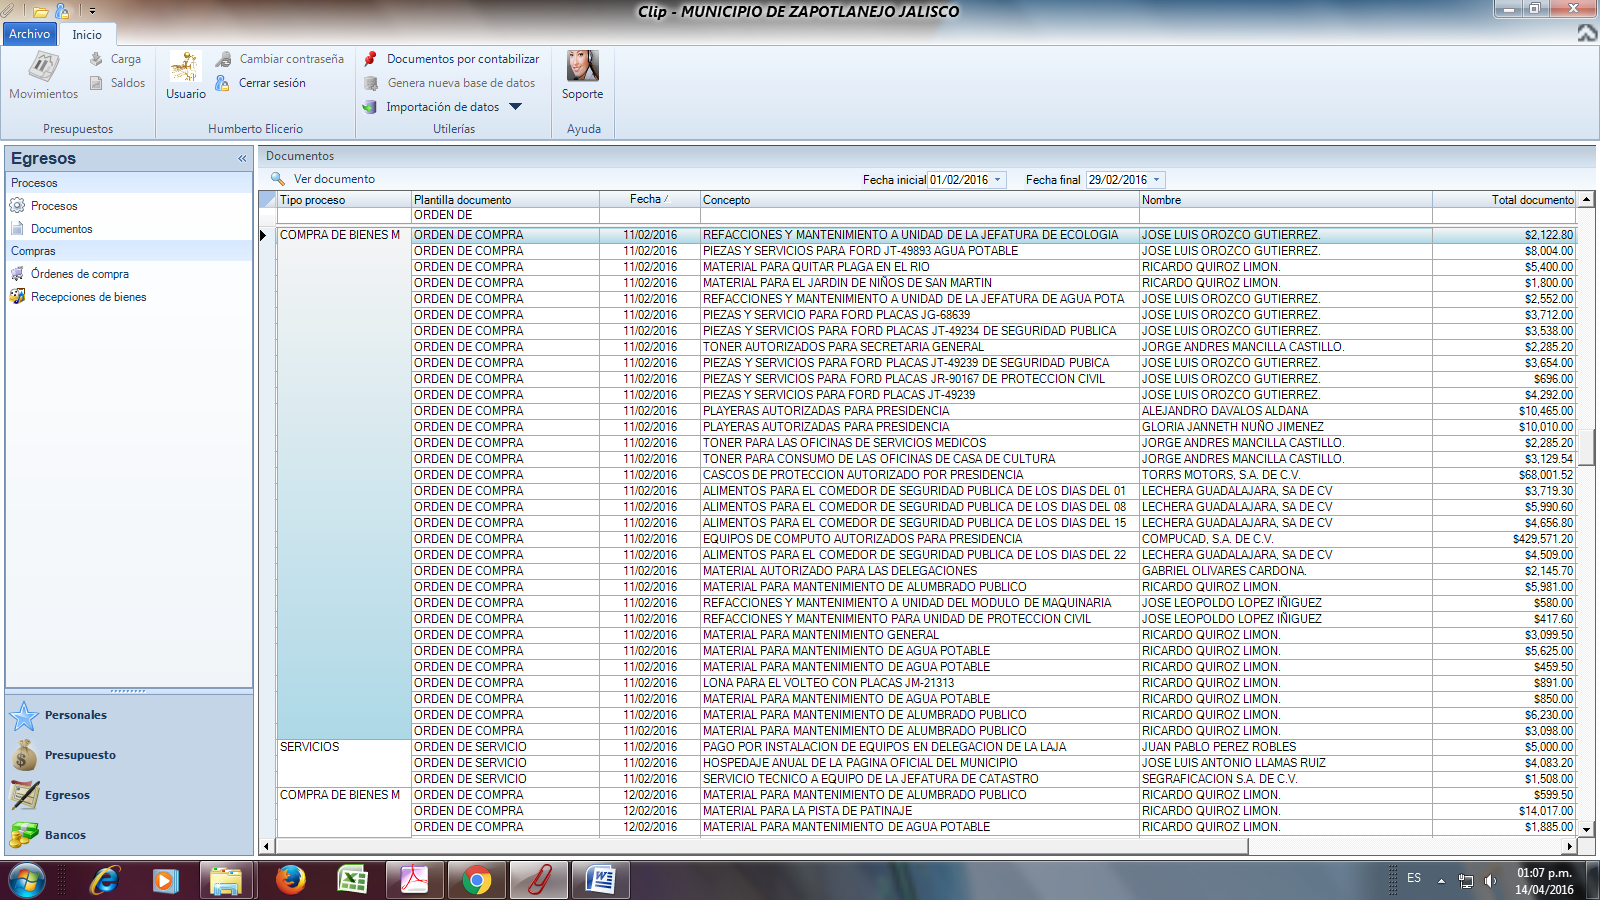 Clip - MUNICIPIO DE ZAPOTLANEJO JALISCO
Archivo Inicio
Movimientos Carga Saldos Presupuestos
Usuario Cambiar contraseña Cerrar sesión Humberto Elicerio
Documentos por contabilizar Genera nueva base de datos Importación de datos Utilerías
Soporte Ayuda
Egresos «
Procesos
Procesos
Documentos
Compras
Órdenes de compra
Recepciones de bienes
Personales
Presupuesto
Egresos
Bancos
Documentos
Ver documento Fecha inicial 01/02/2016 Fecha final 29/02/2016
Tipo proceso Plantilla documento Fecha Concepto Nombre Total documento
ORDEN DE
COMPRA DE BIENES M ORDEN DE COMPRA 11/02/2016 REFACCIONES Y MANTENIMIENTO A UNIDAD DE LA JEFATURA DE ECOLOGIA JOSE LUIS OROZCO GUTIERREZ. $2,122.80
ORDEN DE COMPRA 11/02/2016 PIEZAS Y SERVICIOS PARA FORD JT-49893 AGUA POTABLE JOSE LUIS OROZCO GUTIERREZ. $8,004.00
ORDEN DE COMPRA 11/02/2016 MATERIAL PARA QUITAR PLAGA EN EL RIO RICARDO QUIROZ LIMON. $5,400.00
ORDEN DE COMPRA 11/02/2016 MATERIAL PARA EL JARDIN DE NIÑOS DE SAN MARTIN RICARDO QUIROZ LIMON. $1,800.00
ORDEN DE COMPRA 11/02/2016 REFACCIONES Y MANTENIMIENTO A UNIDAD DE LA JEFATURA DE AGUA POTA JOSE LUIS OROZCO GUTIERREZ. $2,552.00
ORDEN DE COMPRA 11/02/2016 PIEZAS Y SERVICIO PARA FORD PLACAS JG-68639 JOSE LUIS OROZCO GUTIERREZ. $3,712.00
ORDEN DE COMPRA 11/02/2016 PIEZAS Y SERVICIOS PARA FORD PLACAS JT-49234 DE SEGURIDAD PUBLICA JOSE LUIS OROZCO GUTIERREZ. $3,538.00
ORDEN DE COMPRA 11/02/2016 TONER AUTORIZADOS PARA SECRETARIA GENERAL JORGE ANDRES MANCILLA CASTILLO. $2,285.20
ORDEN DE COMPRA 11/02/2016 PIEZAS Y SERVICIOS PARA FORD PLACAS JT-49239 DE SEGURIDAD PUBICA JOSE LUIS OROZCO GUTIERREZ. $3,654.00
ORDEN DE COMPRA 11/02/2016 PIEZAS Y SERVICIOS PARA FORD PLACAS JR-90167 DE PROTECCION CIVIL JOSE LUIS OROZCO GUTIERREZ. $696.00
ORDEN DE COMPRA 11/02/2016 PIEZAS Y SERVICIOS PARA FORD PLACAS JT-49239 JOSE LUIS OROZCO GUTIERREZ. $4,292.00
ORDEN DE COMPRA 11/02/2016 PLAYERAS AUTORIZADAS PARA PRESIDENCIA ALEJANDRO DAVALOS ALDANA $10,465.00
ORDEN DE COMPRA 11/02/2016 PLAYERAS AUTORIZADAS PARA PRESIDENCIA GLORIA JANNETH NUÑO JIMENEZ $10,010.00
ORDEN DE COMPRA 11/02/2016 TONER PARA LAS OFICINAS DE SERVICIOS MEDICOS JORGE ANDRES MANCILLA CASTILLO. $2,285.20
ORDEN DE COMPRA 11/02/2016 TONER PARA CONSUMO DE LAS OFICINAS DE CASA DE CULTURA JORGE ANDRES MANCILLA CASTILLO. $3,129.54
ORDEN DE COMPRA 11/02/2016 CASCOS DE PROTECCION AUTORIZADO POR PRESIDENCIA TORRS MOTORS, S.A. DE C.V. $68,001.52
ORDEN DE COMPRA 11/02/2016 ALIMENTOS PARA EL COMEDOR DE SEGURIDAD PUBLICA DE LOS DIAS DEL 01 LECHERA GUADALAJARA, SA DE CV $3,719.30
ORDEN DE COMPRA 11/02/2016 ALIMENTOS PARA EL COMEDOR DE SEGURIDAD PUBLICA DE LOS DIAS DEL 08 LECHERA GUADALAJARA, SA DE CV $5,990.60
ORDEN DE COMPRA 11/02/2016 ALIMENTOS PARA EL COMEDOR DE SEGURIDAD PUBLICA DE LOS DIAS DEL 15 LECHERA GUADALAJARA, SA DE CV $4,656.80
ORDEN DE COMPRA 11/02/2016 EQUIPOS DE COMPUTO AUTORIZADOS PARA PRESIDENCIA COMPUCAD, S.A. DE C.V. $429,571.20
ORDEN DE COMPRA 11/02/2016 ALIMENTOS PARA EL COMEDOR DE SEGURIDAD PUBLICA DE LOS DIAS DEL 22 LECHERA GUADALAJARA, SA DE CV $4,509.00
ORDEN DE COMPRA 11/02/2016 MATERIAL AUTORIZADO PARA LAS DELEGACIONES GABRIEL OLIVARES CARDONA. $2,145.70
ORDEN DE COMPRA 11/02/2016 MATERIAL PARA MANTENIMIENTO DE ALUMBRADO PUBLICO RICARDO QUIROZ LIMON. $5,981.00
ORDEN DE COMPRA 11/02/2016 REFACCIONES Y MANTENIMIENTO A UNIDAD DEL MODULO DE MAQUINARIA JOSE LEOPOLDO LOPEZ IÑIGUEZ $580.00
ORDEN DE COMPRA 11/02/2016 REFACCIONES Y MANTENIMIENTO PARA UNIDAD DE PROTECCION CIVIL JOSE LEOPOLDO LOPEZ IÑIGUEZ $417.60
ORDEN DE COMPRA 11/02/2016 MATERIAL PARA MANTENIMIENTO GENERAL RICARDO QUIROZ LIMON. $3,099.50
ORDEN DE COMPRA 11/02/2016 MATERIAL PARA MANTENIMIENTO DE AGUA POTABLE RICARDO QUIROZ LIMON. $5,625.00
ORDEN DE COMPRA 11/02/2016 MATERIAL PARA MANTENIMIENTO DE AGUA POTABLE RICARDO QUIROZ LIMON. $459.50
ORDEN DE COMPRA 11/02/2016 LONA PARA EL VOLTEO CON PLACAS JM-21313 RICARDO QUIROZ LIMON. $891.00
ORDEN DE COMPRA 11/02/2016 MATERIAL PARA MANTENIMIENTO DE AGUA POTABLE RICARDO QUIROZ LIMON. $850.00
ORDEN DE COMPRA 11/02/2016 MATERIAL PARA MANTENIMIENTO DE ALUMBRADO PUBLICO RICARDO QUIROZ LIMON. $6,230.00
ORDEN DE COMPRA 11/02/2016 MATERIAL PARA MANTENIMIENTO DE ALUMBRADO PUBLICO RICARDO QUIROZ LIMON. $3,098.00
SERVICIOS ORDEN DE SERVICIO 11/02/2016 PAGO POR INSTALACION DE EQUIPOS EN DELEGACION DE LA LAJA JUAN PABLO PEREZ ROBLES $5,000.00
ORDEN DE SERVICIO 11/02/2016 HOSPEDAJE ANUAL DE LA PAGINA OFICIAL DEL MUNICIPIO JOSE LUIS ANTONIO LLAMAS RUIZ $4,083.20
ORDEN DE SERVICIO 11/02/2016 SERVICIO TECNICO A EQUIPO DE LA JEFATURA DE CATASTRO SEGRAFICACION S.A. DE C.V. $1,508.00
COMPRA DE BIENES M ORDEN DE COMPRA 12/02/2016 MATERIAL PARA MANTENIMIENTO DE ALUMBRADO PUBLICO RICARDO QUIROZ LIMON. $599.50
ORDEN DE COMPRA 12/02/2016 MATERIAL PARA LA PISTA DE PATINAJE RICARDO QUIROZ LIMON. $14,017.00
ORDEN DE COMPRA 12/02/2016 MATERIAL PARA MANTENIMIENTO DE AGUA POTABLE RICARDO QUIROZ LIMON. $1,885.00
ES 01:07 p.m.
14/04/2016